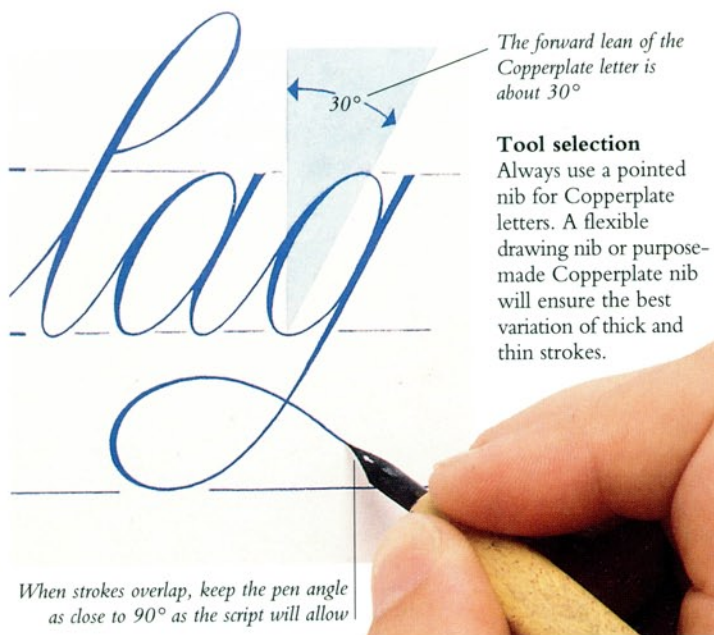 The forward lean of the
Copperplate letter is
about 30°
30°
lag
Tool selection
Always use a pointed
nib for Copperplate
letters. A flexible
drawing nib or purpose-
made Copperplate nib
will ensure the best
variation of thick and
thin strokes.
When strokes overlap, keep the pen angle
as close to 90° as the script will allow